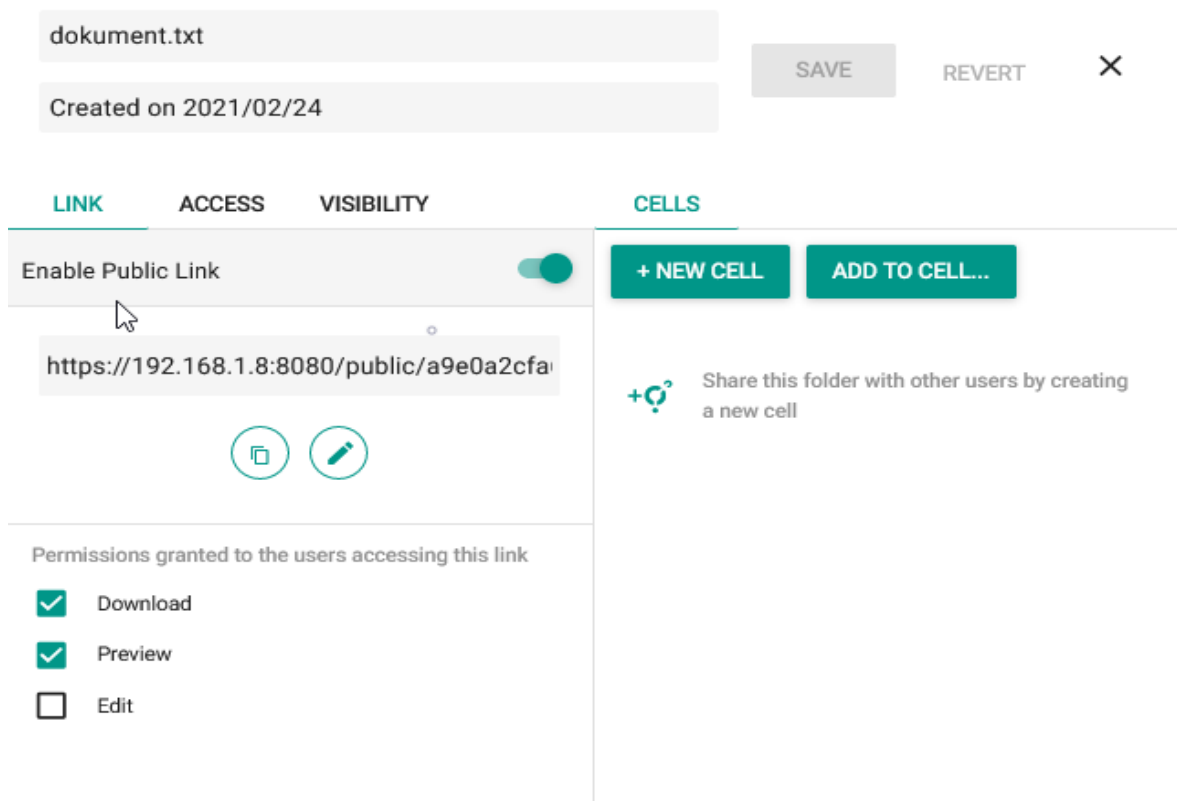 dokument.txt
SAVE
REVERT
Created on 2021/02/24
LINK
ACCESS
VISIBILITY
CELLS
Enable Public Link
+ NEW CELL
ADD TO CELL...
https://192.168.1.8:8080/public/a9e0a2cfa
Share this folder with other users by creating
a new cell
Permissions granted to the users accessing this link
Download
Preview
Edit